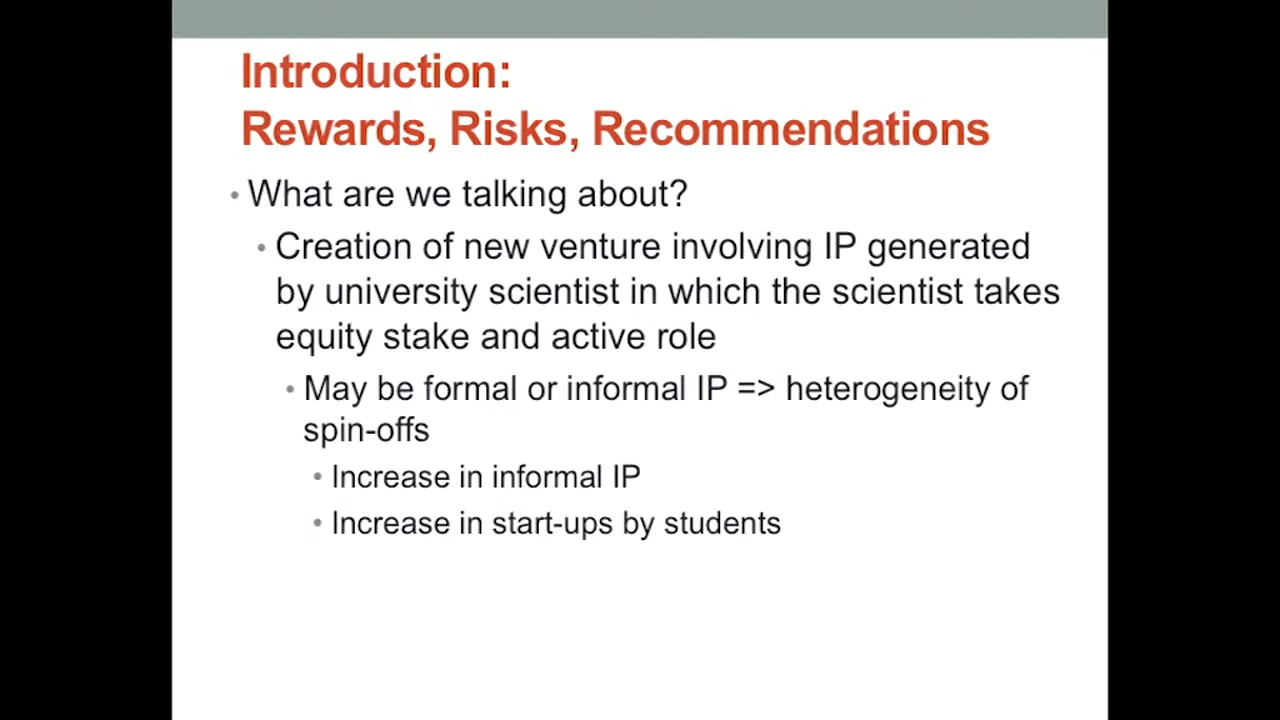 Introduction:
Rewards, Risks, Recommendations
• What are we talking about?
• Creation of new venture involving IP generated
by university scientist in which the scientist takes
equity stake and active role
• May be formal or informal IP => heterogeneity of
spin-offs
• Increase in informal IP
• Increase in start-ups by students